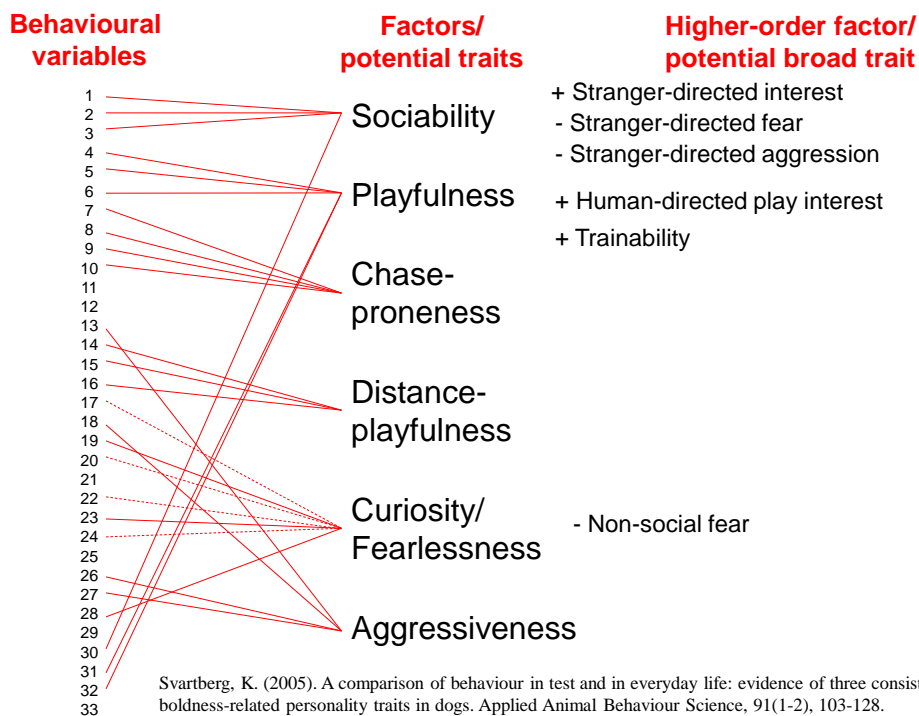 Behavioural
variables
Factors/
potential traits
Higher-order factor/
potential broad trait
1
2
3
4
5
6
7
8
9
10
11
12
13
14
15
16
17
18
19
20
21
22
23
24
25
26
27
28
29
30
31
32
33
Sociability
Playfulness
Chase-
proneness
Distance-
playfulness
Curiosity/
Fearlessness
Aggressiveness
+ Stranger-directed interest
- Stranger-directed fear
- Stranger-directed aggression
+ Human-directed play interest
+ Trainability
- Non-social fear
Svartberg, K. (2005). A comparison of behaviour in test and in everyday life: evidence of three consist
boldness-related personality traits in dogs. Applied Animal Behaviour Science, 91(1-2), 103-128.